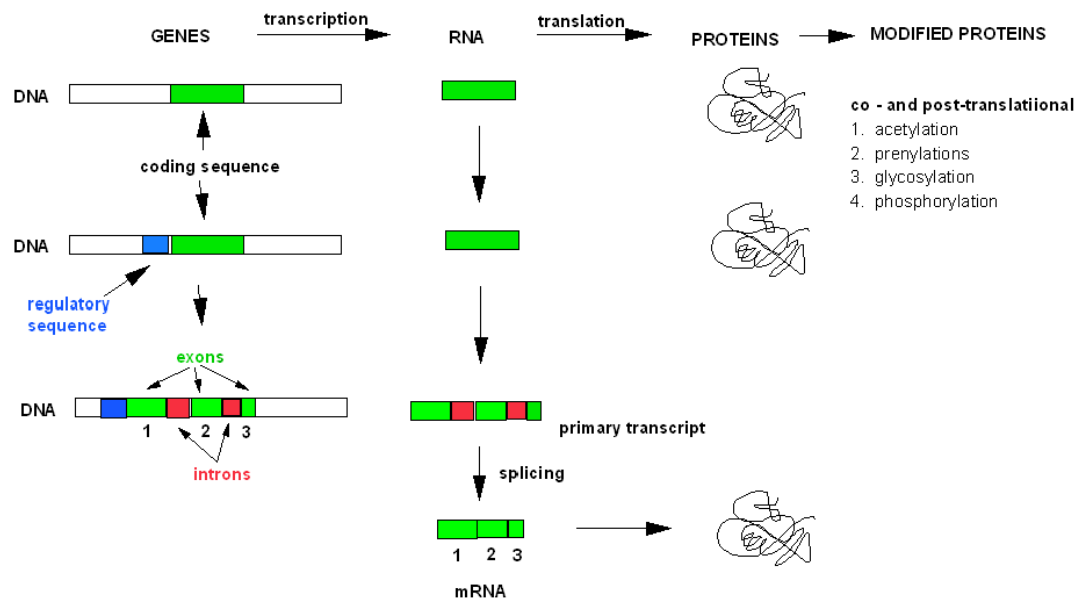 transcription
translation
GENES
RNA
PROTEINS
MODIFIED PROTEINS
DNA
co - and post-translatiional
1. acetylation
2. prenylations
3. glycosylation
4. phosphorylation
coding sequence
DNA
regulatory
sequence
exons
DNA
1 2 3
introns
primary transcript
splicing
1 2 3
mRNA